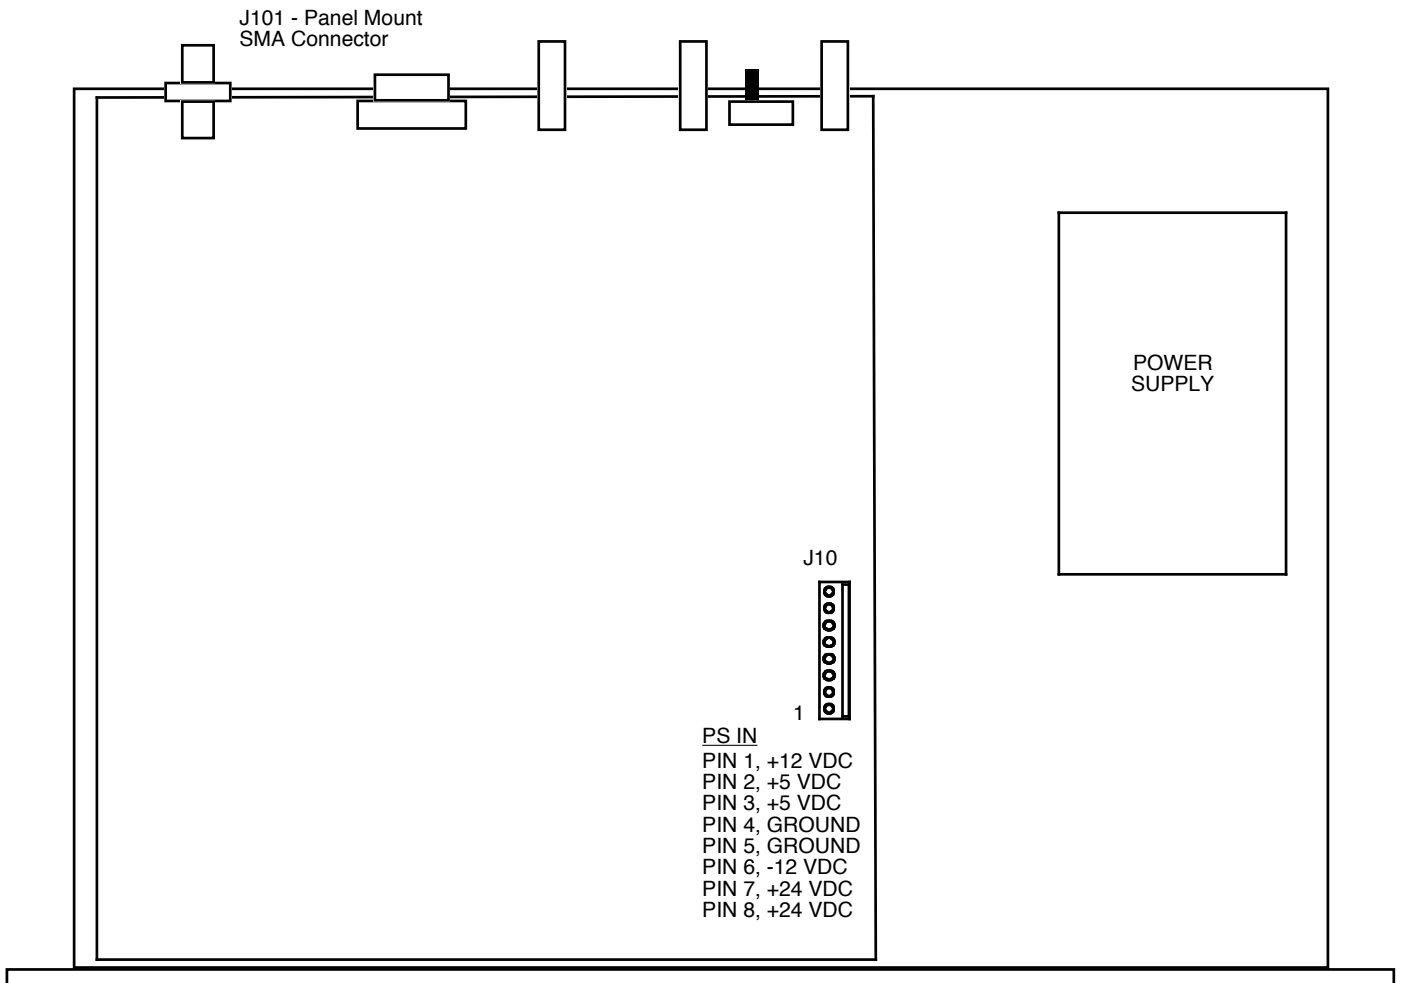 J101 - Panel Mount
SMA Connector
POWER
SUPPLY
J10
1
PS IN
PIN 1, +12 VDC
PIN 2, +5 VDC
PIN 3, +5 VDC
PIN 4, GROUND
PIN 5, GROUND
PIN 6, -12 VDC
PIN 7, +24 VDC
PIN 8, +24 VDC